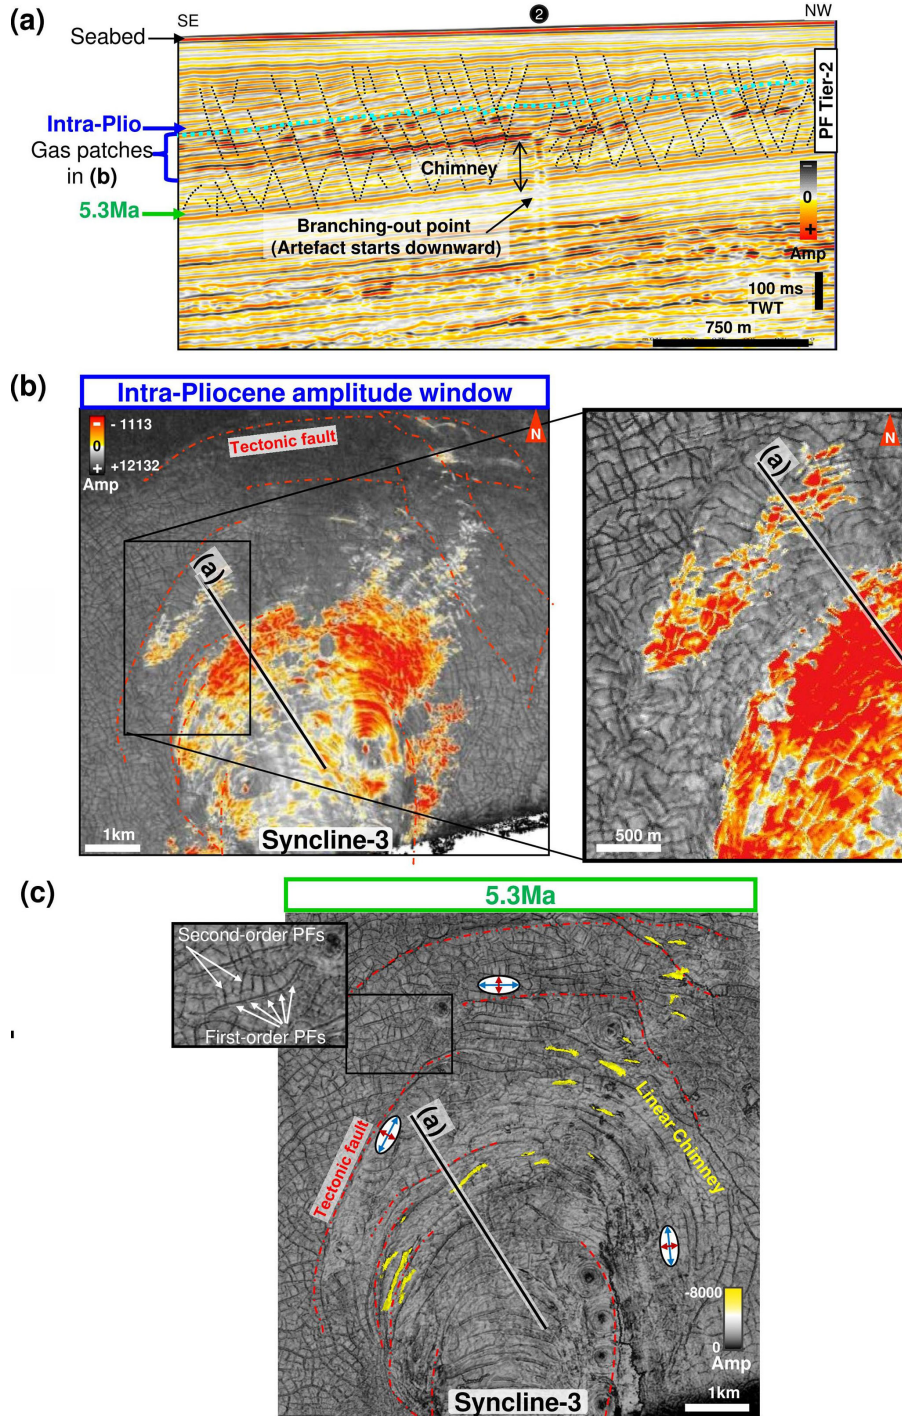 (a)
SE
2
NW
Seabed
Intra-Plio
Gas patches
in (b)
5.3Ma
Chimney
Branching-out point
(Artefact starts downward)
PF Tier-2
−
0
+
Amp
100 ms
TWT
750 m
(b)
Intra-Pliocene amplitude window
- - 1113
0
+ +12132
Amp
Tectonic fault
N
(a)
1km
Syncline-3
N
(a)
500 m
(c)
5.3Ma
Second-order PFs
First-order PFs
Tectonic fault
(a)
Linear Chimney
-8000
0
Amp
1km
Syncline-3